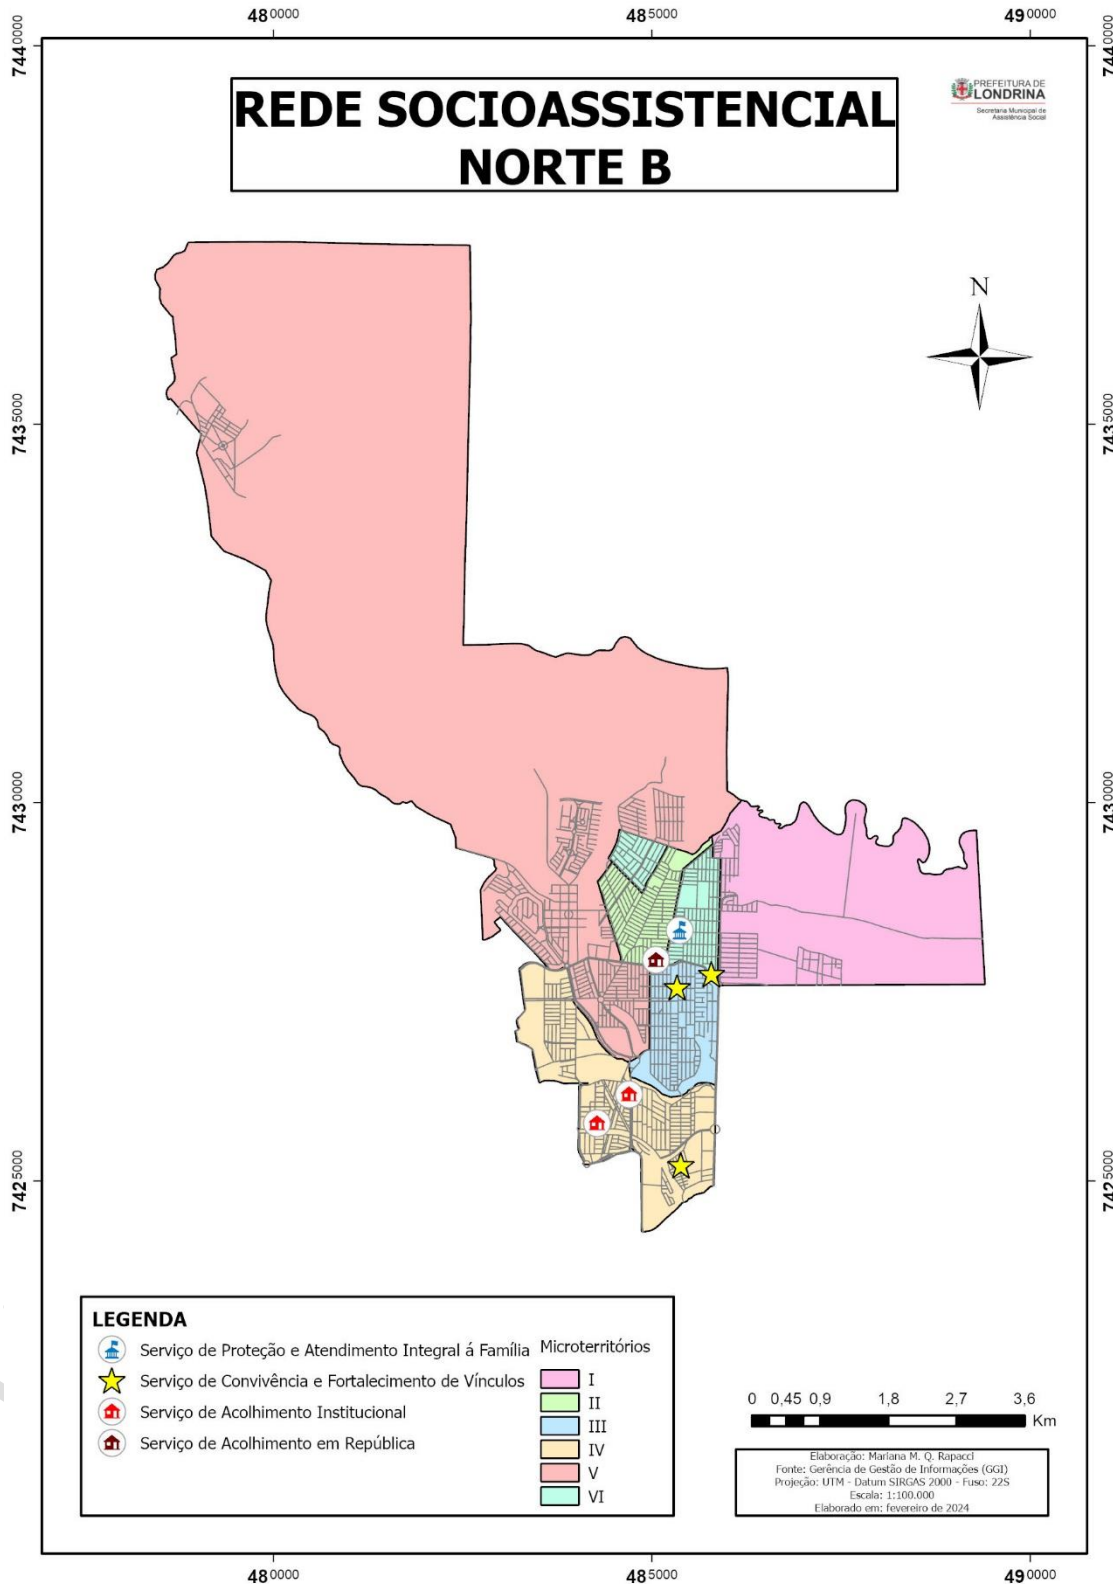 480000 485000 490000
7440000 7440000
REDE SOCIOASSISTENCIAL
NORTE B
PREFEITURA DE
LONDRINA
Secretaria Municipal de
Assistência Social
N
7435000 7435000
7430000 7430000
7425000 7425000
LEGENDA
Serviço de Proteção e Atendimento Integral á Família
Serviço de Convivência e Fortalecimento de Vínculos
Serviço de Acolhimento Institucional
Serviço de Acolhimento em República
Microterritórios
I
II
III
IV
V
VI
0 0,45 0,9 1,8 2,7 3,6
Km
Elaboração: Mariana M. Q. Rapacci
Fonte: Gerência de Gestão de Informações (GGI)
Projeção: UTM - Datum SIRGAS 2000 - Fuso: 22S
Escala: 1:100.000
Elaborado em: fevereiro de 2024
480000 485000 490000